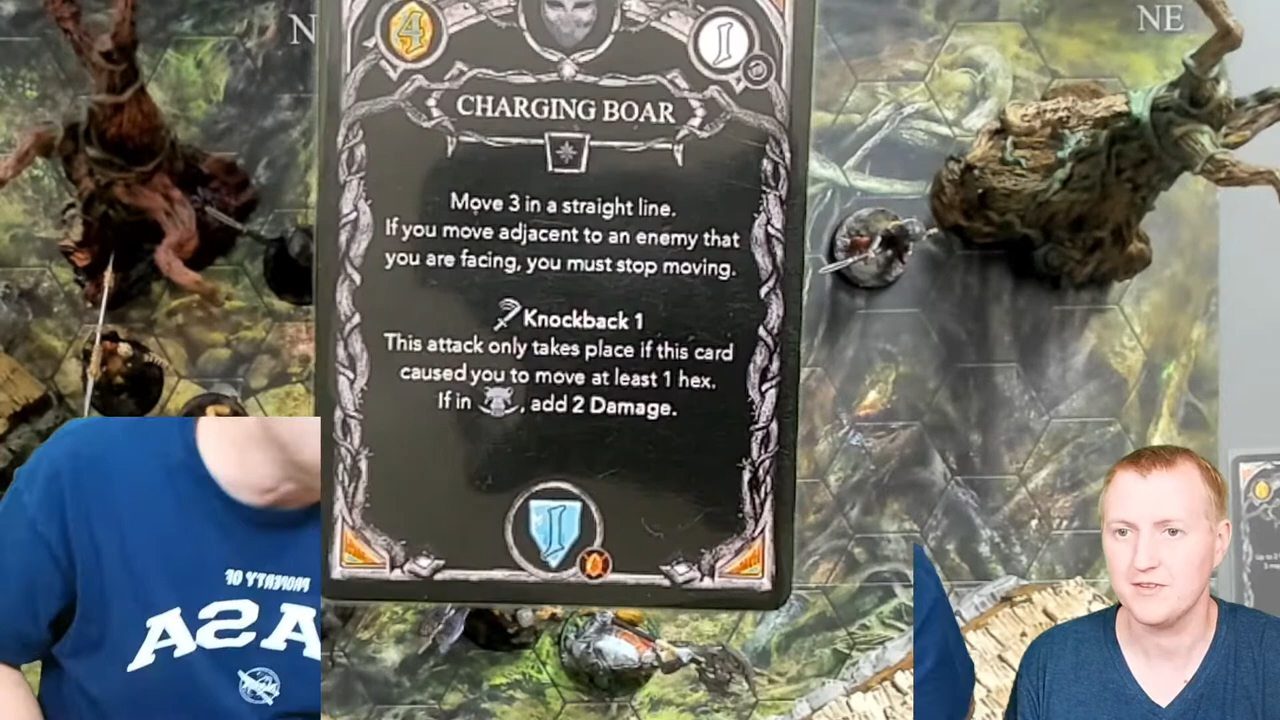 N
NE
4
1
CHARGING BOAR
Move 3 in a straight line.
If you move adjacent to an enemy that
you are facing, you must stop moving.
Knockback 1
This attack only takes place if this card
caused you to move at least 1 hex.
If in , add 2 Damage.
1
PROPERTY OF
ASA